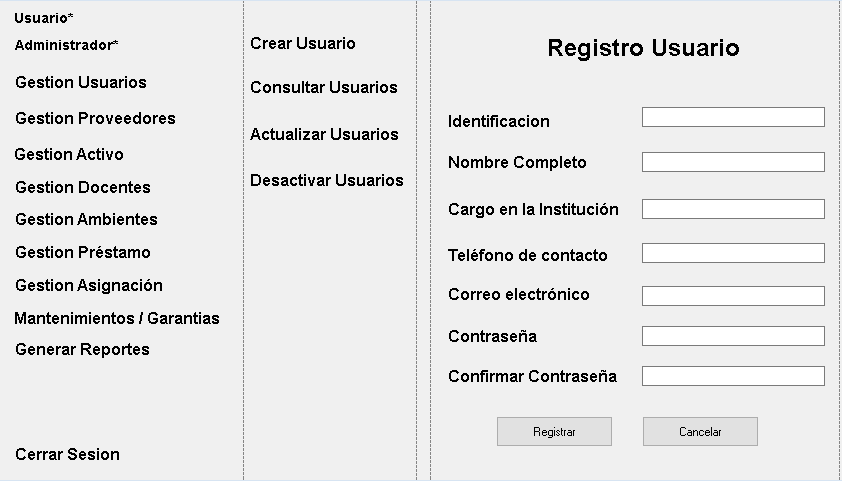 Usuario*
Administrador*
Gestion Usuarios
Gestion Proveedores
Gestion Activo
Gestion Docentes
Gestion Ambientes
Gestion Préstamo
Gestion Asignación
Mantenimientos / Garantias
Generar Reportes
Cerrar Sesion
Crear Usuario
Consultar Usuarios
Actualizar Usuarios
Desactivar Usuarios
Registro Usuario
Identificacion
Nombre Completo
Cargo en la Institución
Teléfono de contacto
Correo electrónico
Contraseña
Confirmar Contraseña
Registrar
Cancelar